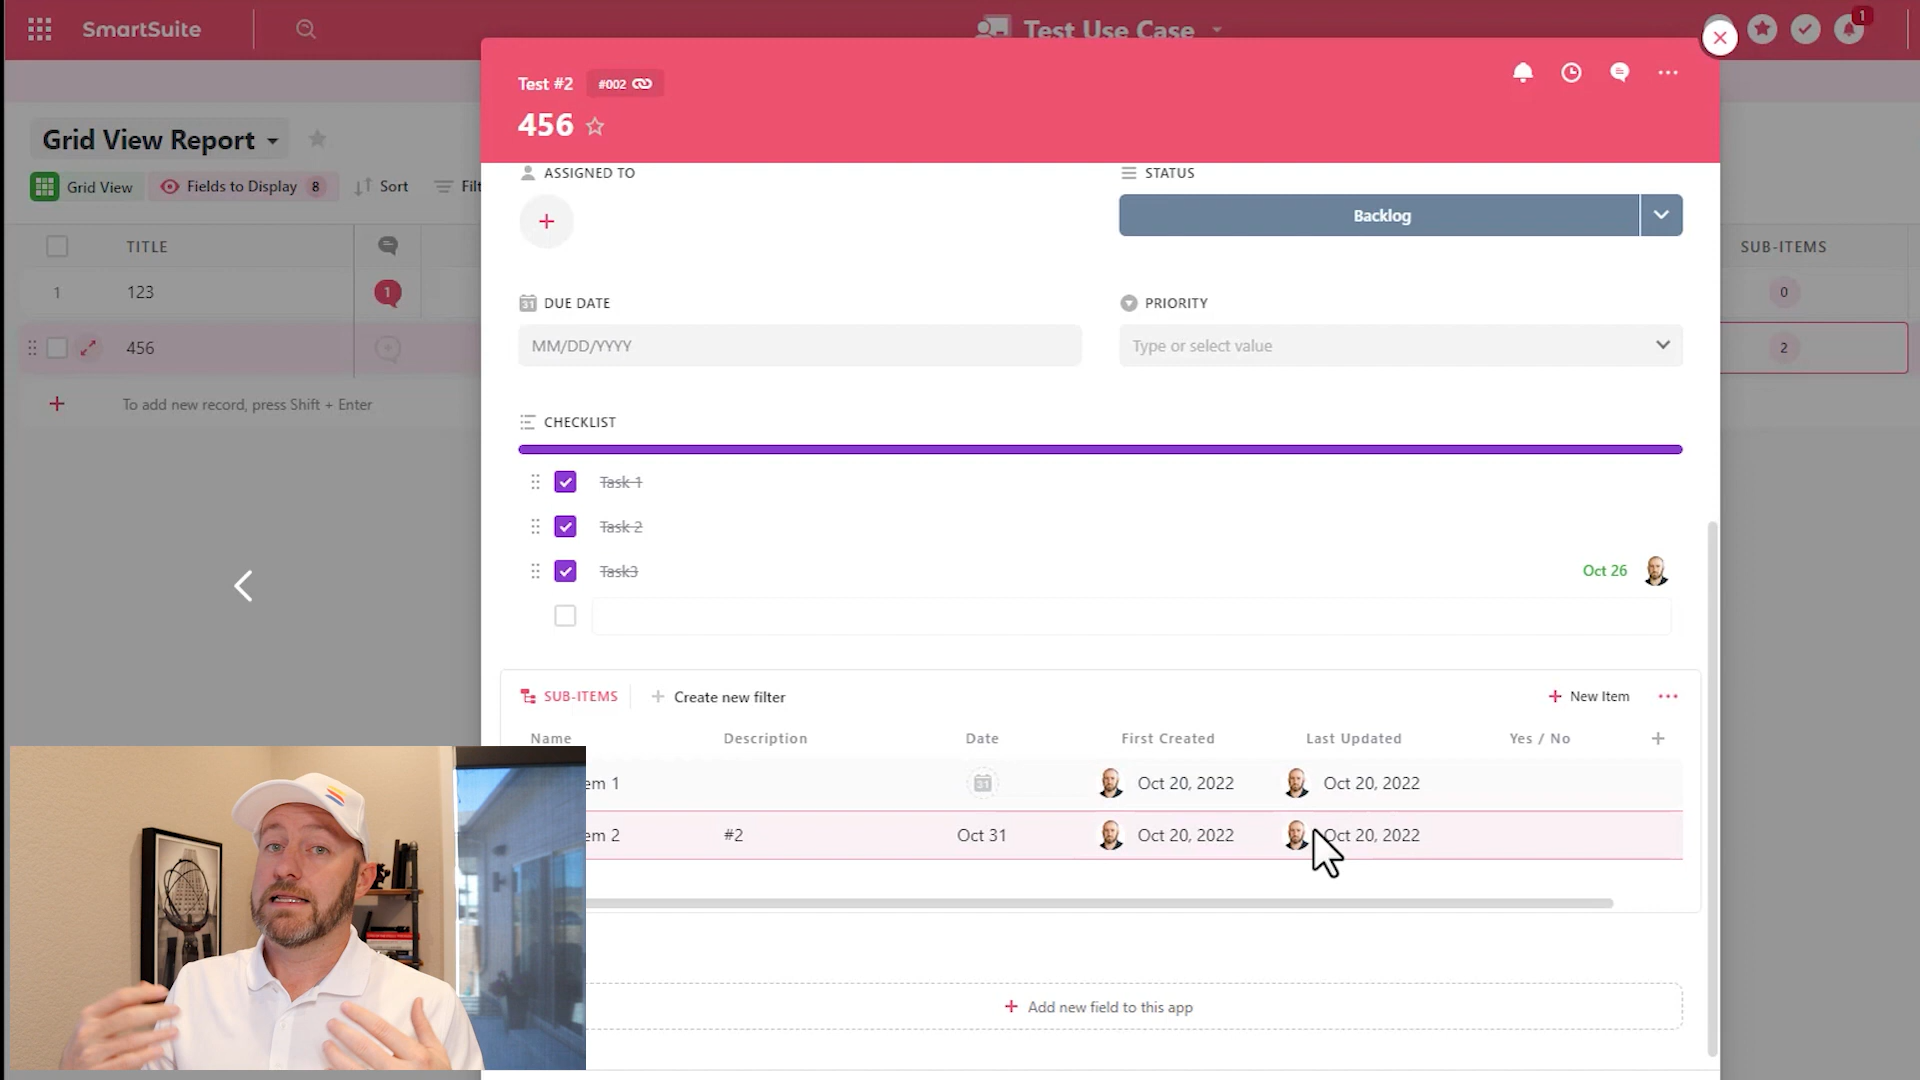 SmartSuite
Test Use Case
1
Test #2
#002
456
Grid View Report
Grid View
Fields to Display 8
Sort
Filt
TITLE
SUB-ITEMS
1 123 1 0
456 2
To add new record, press Shift + Enter
ASSIGNED TO
STATUS
Backlog
31 DUE DATE
PRIORITY
MM/DD/YYYY
Type or select value
CHECKLIST
Task 1
Task 2
Task3
Oct 26
SUB-ITEMS
Create new filter
New Item
Name Description Date First Created Last Updated Yes / No
em 1 31 Oct 20, 2022 Oct 20, 2022
em 2 #2 Oct 31 Oct 20, 2022 Oct 20, 2022
Add new field to this app